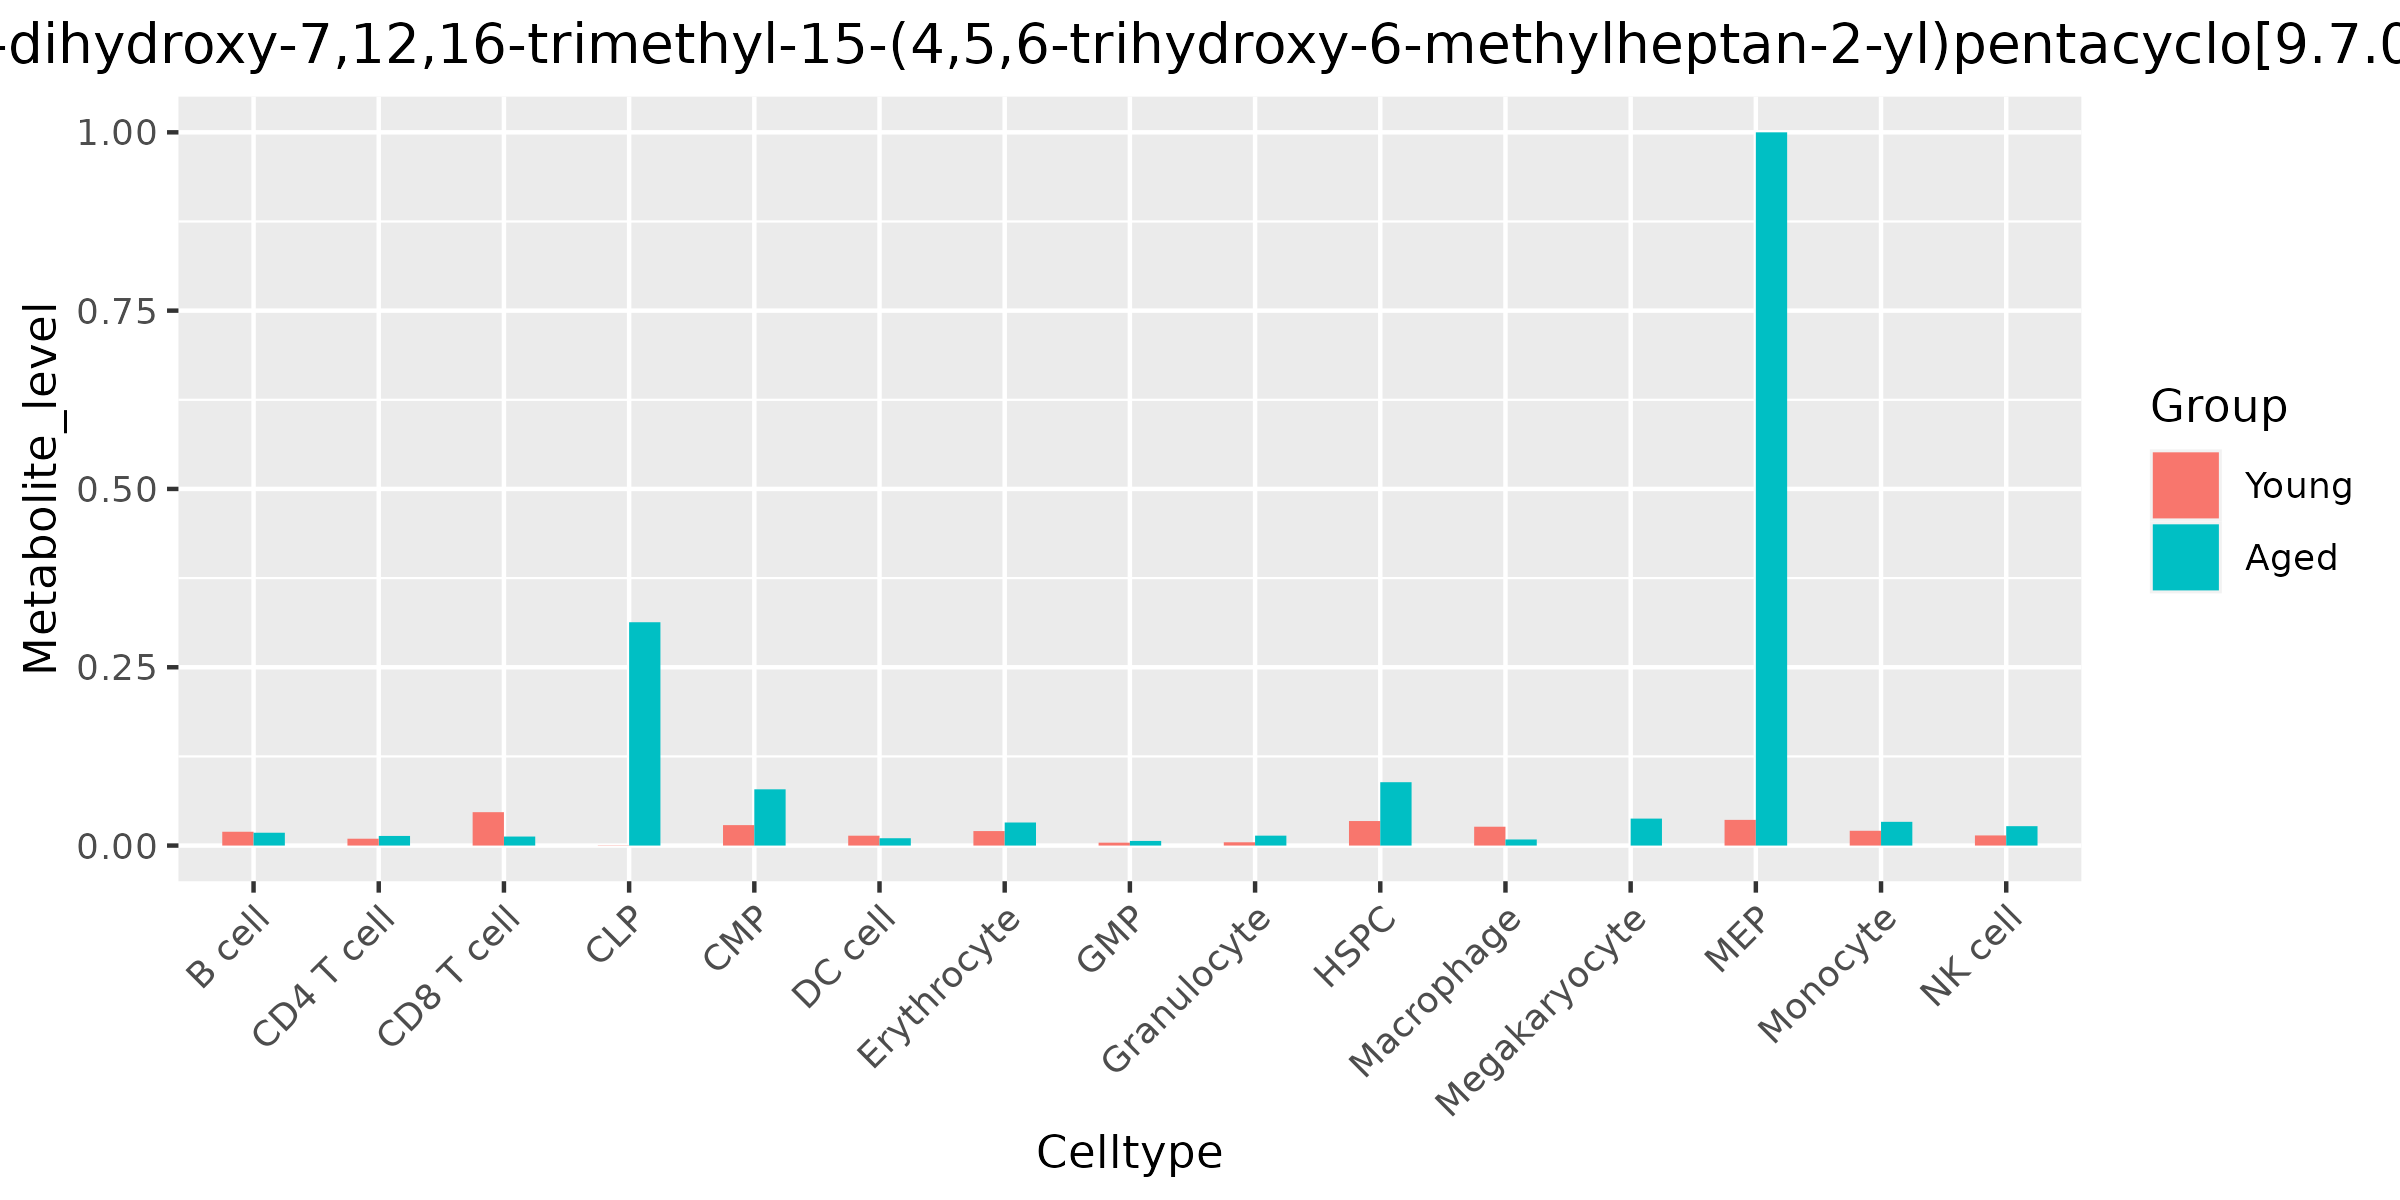 -dihydroxy-7,12,16-trimethyl-15-(4,5,6-trihydroxy-6-methylheptan-2-yl)pentacyclo[9.7.0
Metabolite_level
1.00
0.75
0.50
0.25
0.00
B cell
CD4 T cell
CD8 T cell
CLP
CMP
DC cell
Erythrocyte
GMP
Granulocyte
HSPC
Macrophage
Megakaryocyte
MEP
Monocyte
NK cell
Celltype
Group
Young
Aged